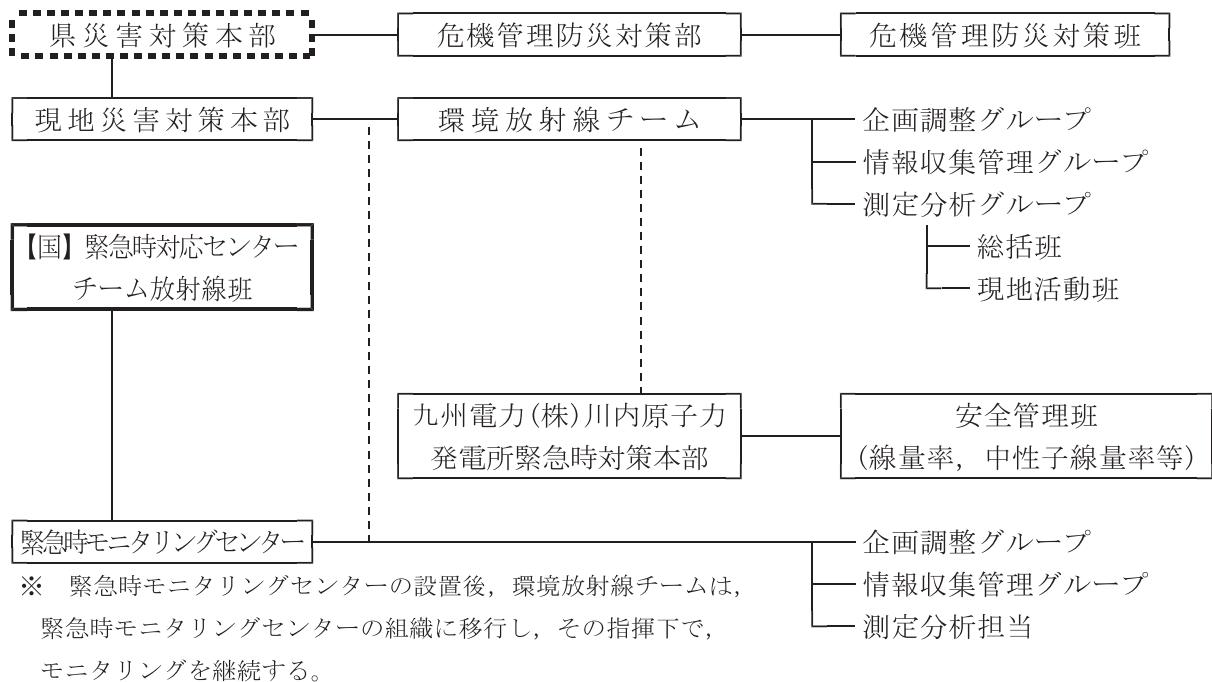 県災害対策本部
危機管理防災対策部
危機管理防災対策班
現地災害対策本部
環境放射線チーム
企画調整グループ
情報収集管理グループ
測定分析グループ
総括班
現地活動班
【国】緊急時対応センター
チーム放射線班
九州電力(株)川内原子力
発電所緊急時対策本部
安全管理班
(線量率，中性子線量率等)
緊急時モニタリングセンター
企画調整グループ
情報収集管理グループ
測定分析担当
※　緊急時モニタリングセンターの設置後，環境放射線チームは，
緊急時モニタリングセンターの組織に移行し，その指揮下で，
モニタリングを継続する。